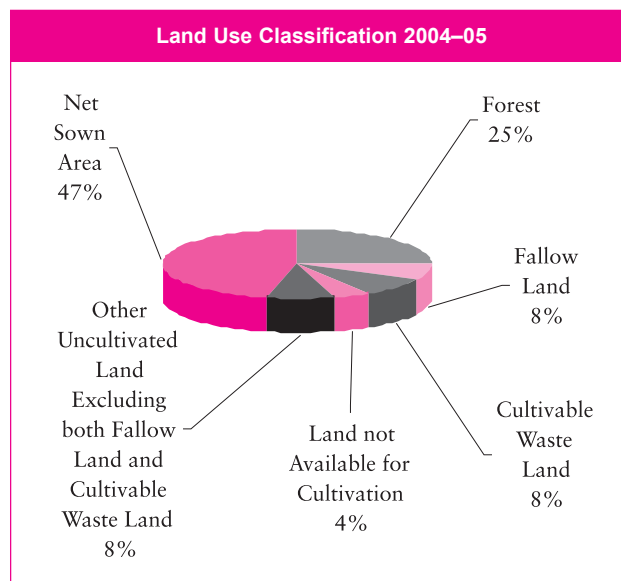 Land Use Classification 2004–05
Net
Sown
Area
47%
Forest
25%
Fallow
Land
8%
Cultivable
Waste
Land
8%
Land not
Available for
Cultivation
4%
Other
Uncultivated
Land
Excluding
both Fallow
Land and
Cultivable
Waste Land
8%